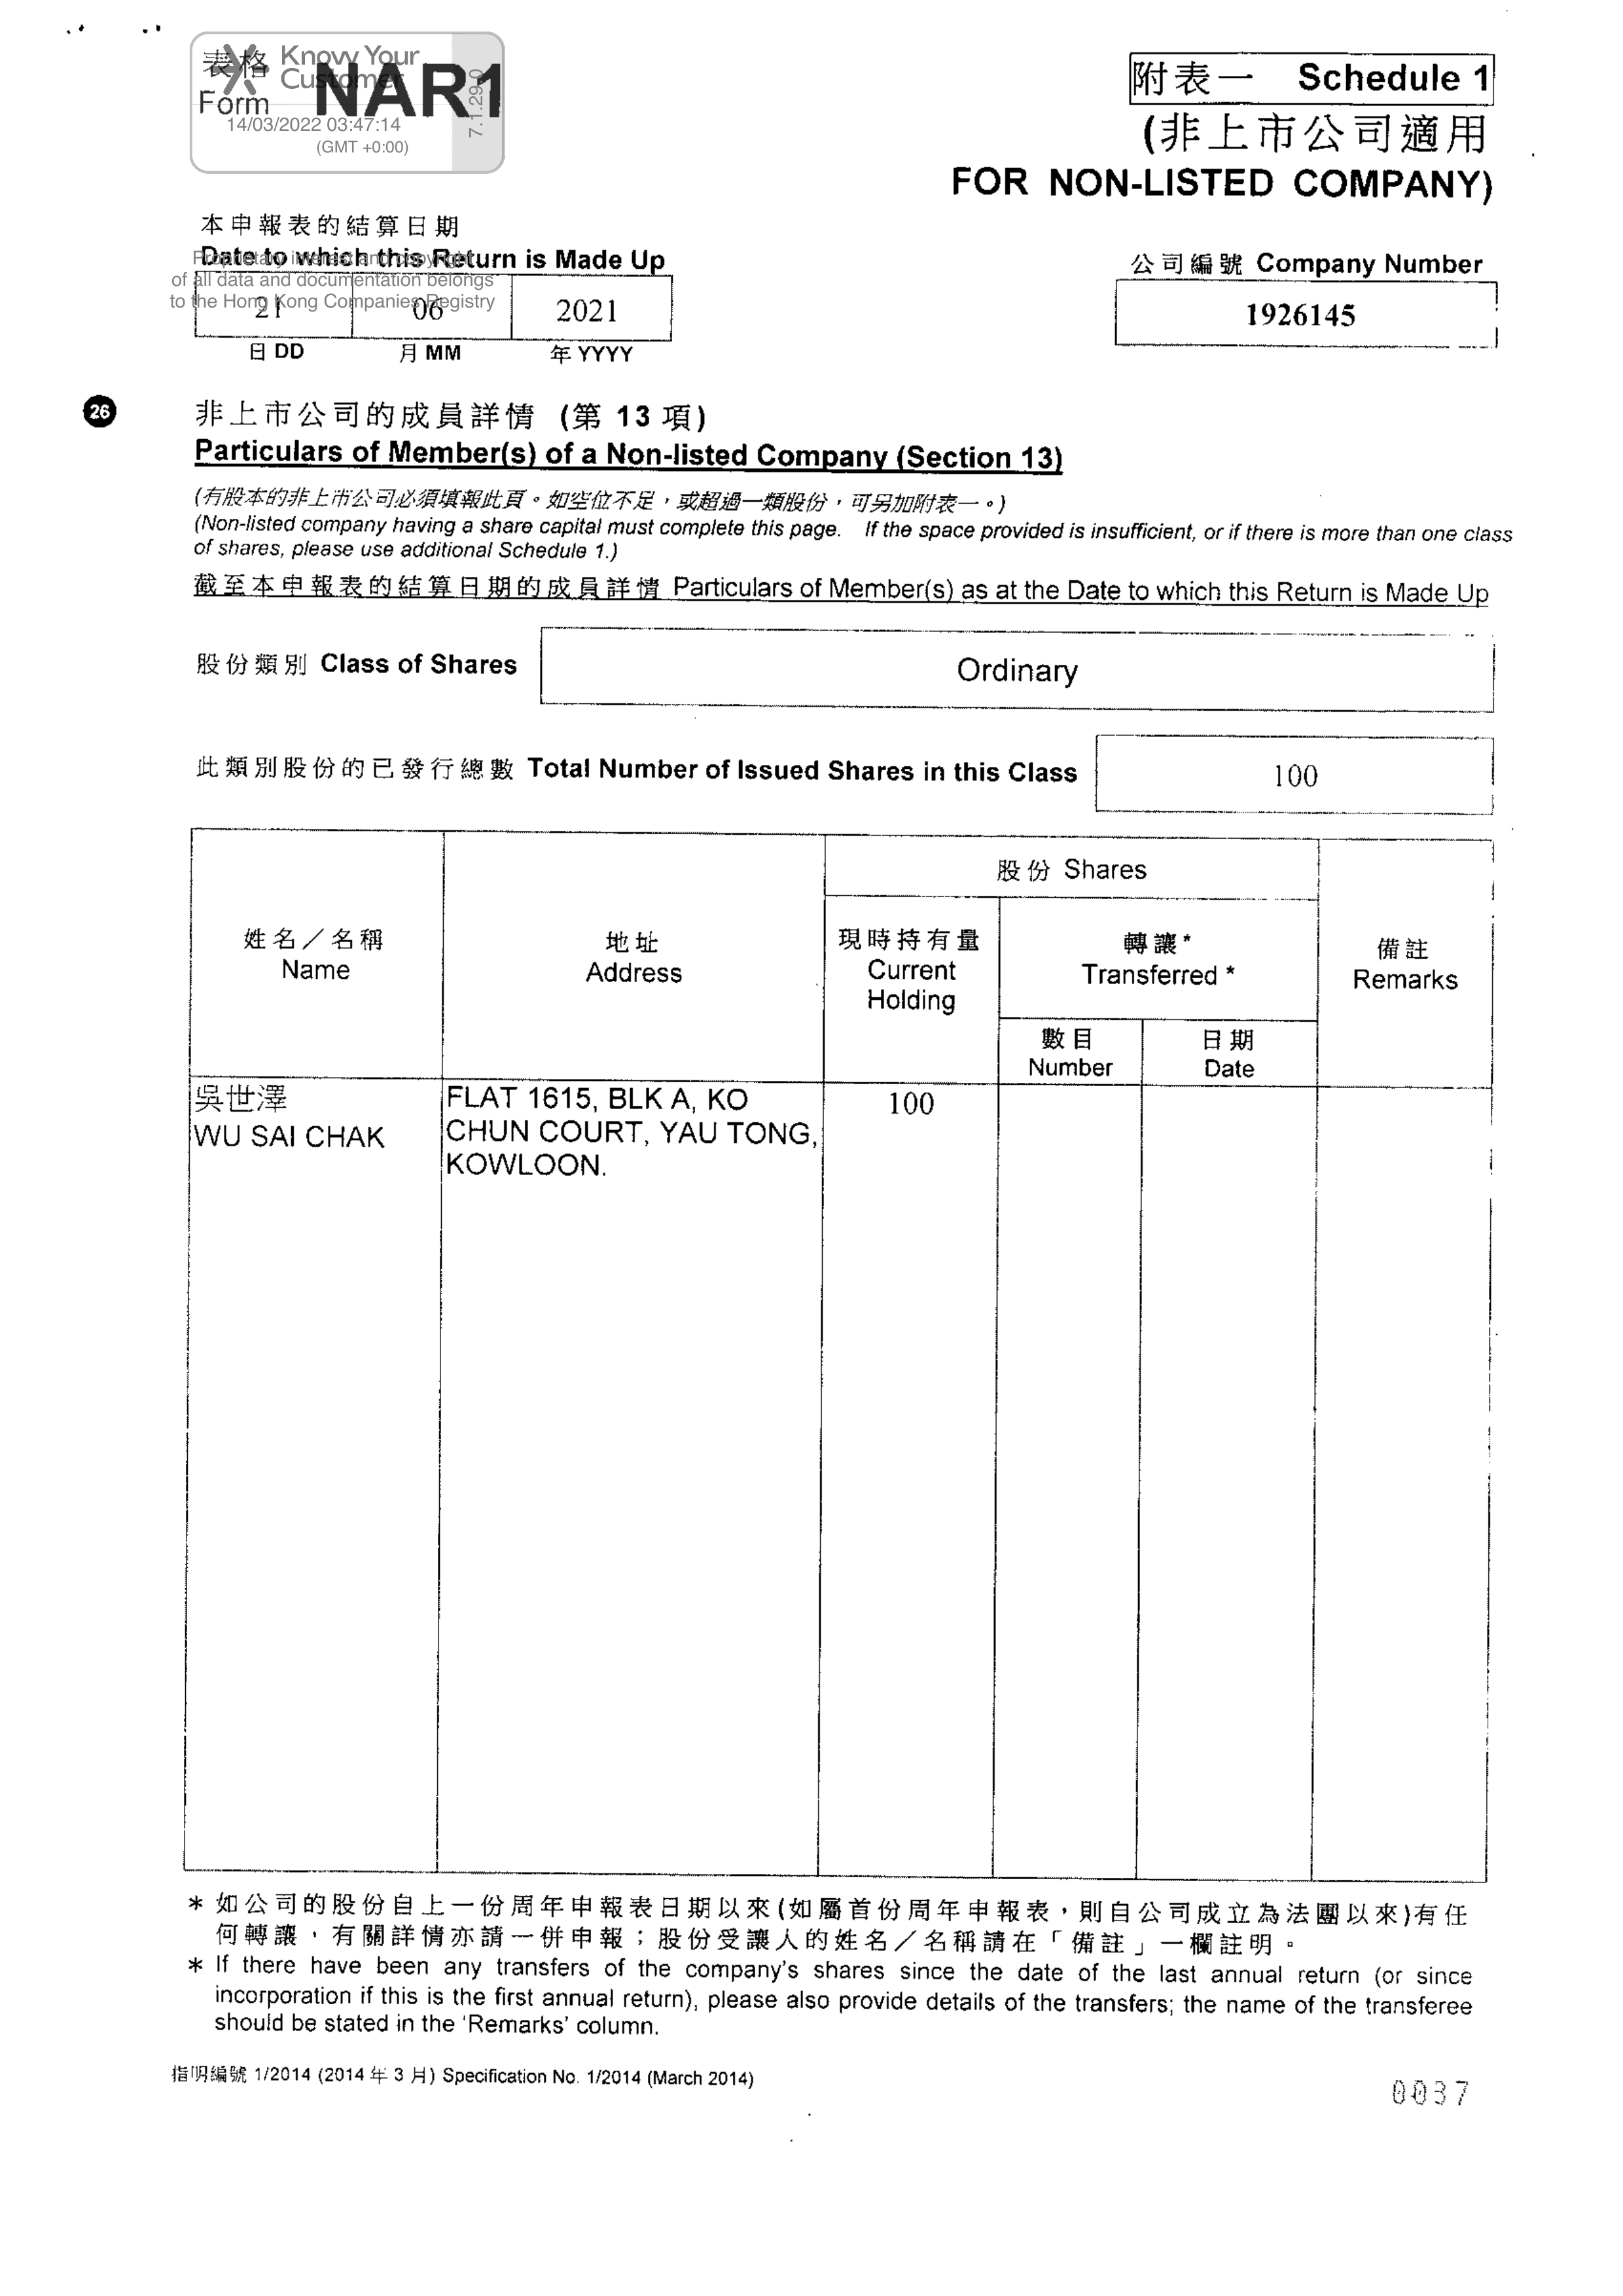 表格
Form
NAR1
Know Your
Customer
14/03/2022 03:47:14
(GMT +0:00)
7.1.29.0
附表一 Schedule 1
(非上市公司適用
FOR NON-LISTED COMPANY)
本申報表的結算日期
Date to which this Return is Made Up
Proprietary interest and copyright
of all data and documentation belongs
to the Hong Kong Companies Registry
21 06 2021
日 DD 月 MM 年 YYYY
公司編號 Company Number
1926145
26
非上市公司的成員詳情 (第 13 項)
Particulars of Member(s) of a Non-listed Company (Section 13)
(有股本的非上市公司必須填報此頁。如空位不足,或超過一類股份,可另加附表一。)
(Non-listed company having a share capital must complete this page. If the space provided is insufficient, or if there is more than one class
of shares, please use additional Schedule 1.)
截至本申報表的結算日期的成員詳情 Particulars of Member(s) as at the Date to which this Return is Made Up
股份類別 Class of Shares
Ordinary
此類別股份的已發行總數 Total Number of Issued Shares in this Class
100
姓名／名稱
Name
地址
Address
股份 Shares
現時持有量
Current
Holding
轉讓*
Transferred *
數目
Number
日期
Date
備註
Remarks
吳世澤
WU SAI CHAK
FLAT 1615, BLK A, KO
CHUN COURT, YAU TONG,
KOWLOON.
100
* 如公司的股份自上一份周年申報表日期以來(如屬首份周年申報表,則自公司成立為法團以來)有任
何轉讓,有關詳情亦請一併申報;股份受讓人的姓名／名稱請在「備註」一欄註明。
* If there have been any transfers of the company's shares since the date of the last annual return (or since
incorporation if this is the first annual return), please also provide details of the transfers; the name of the transferee
should be stated in the 'Remarks' column.
指明編號 1/2014 (2014 年 3 月) Specification No. 1/2014 (March 2014)
0037